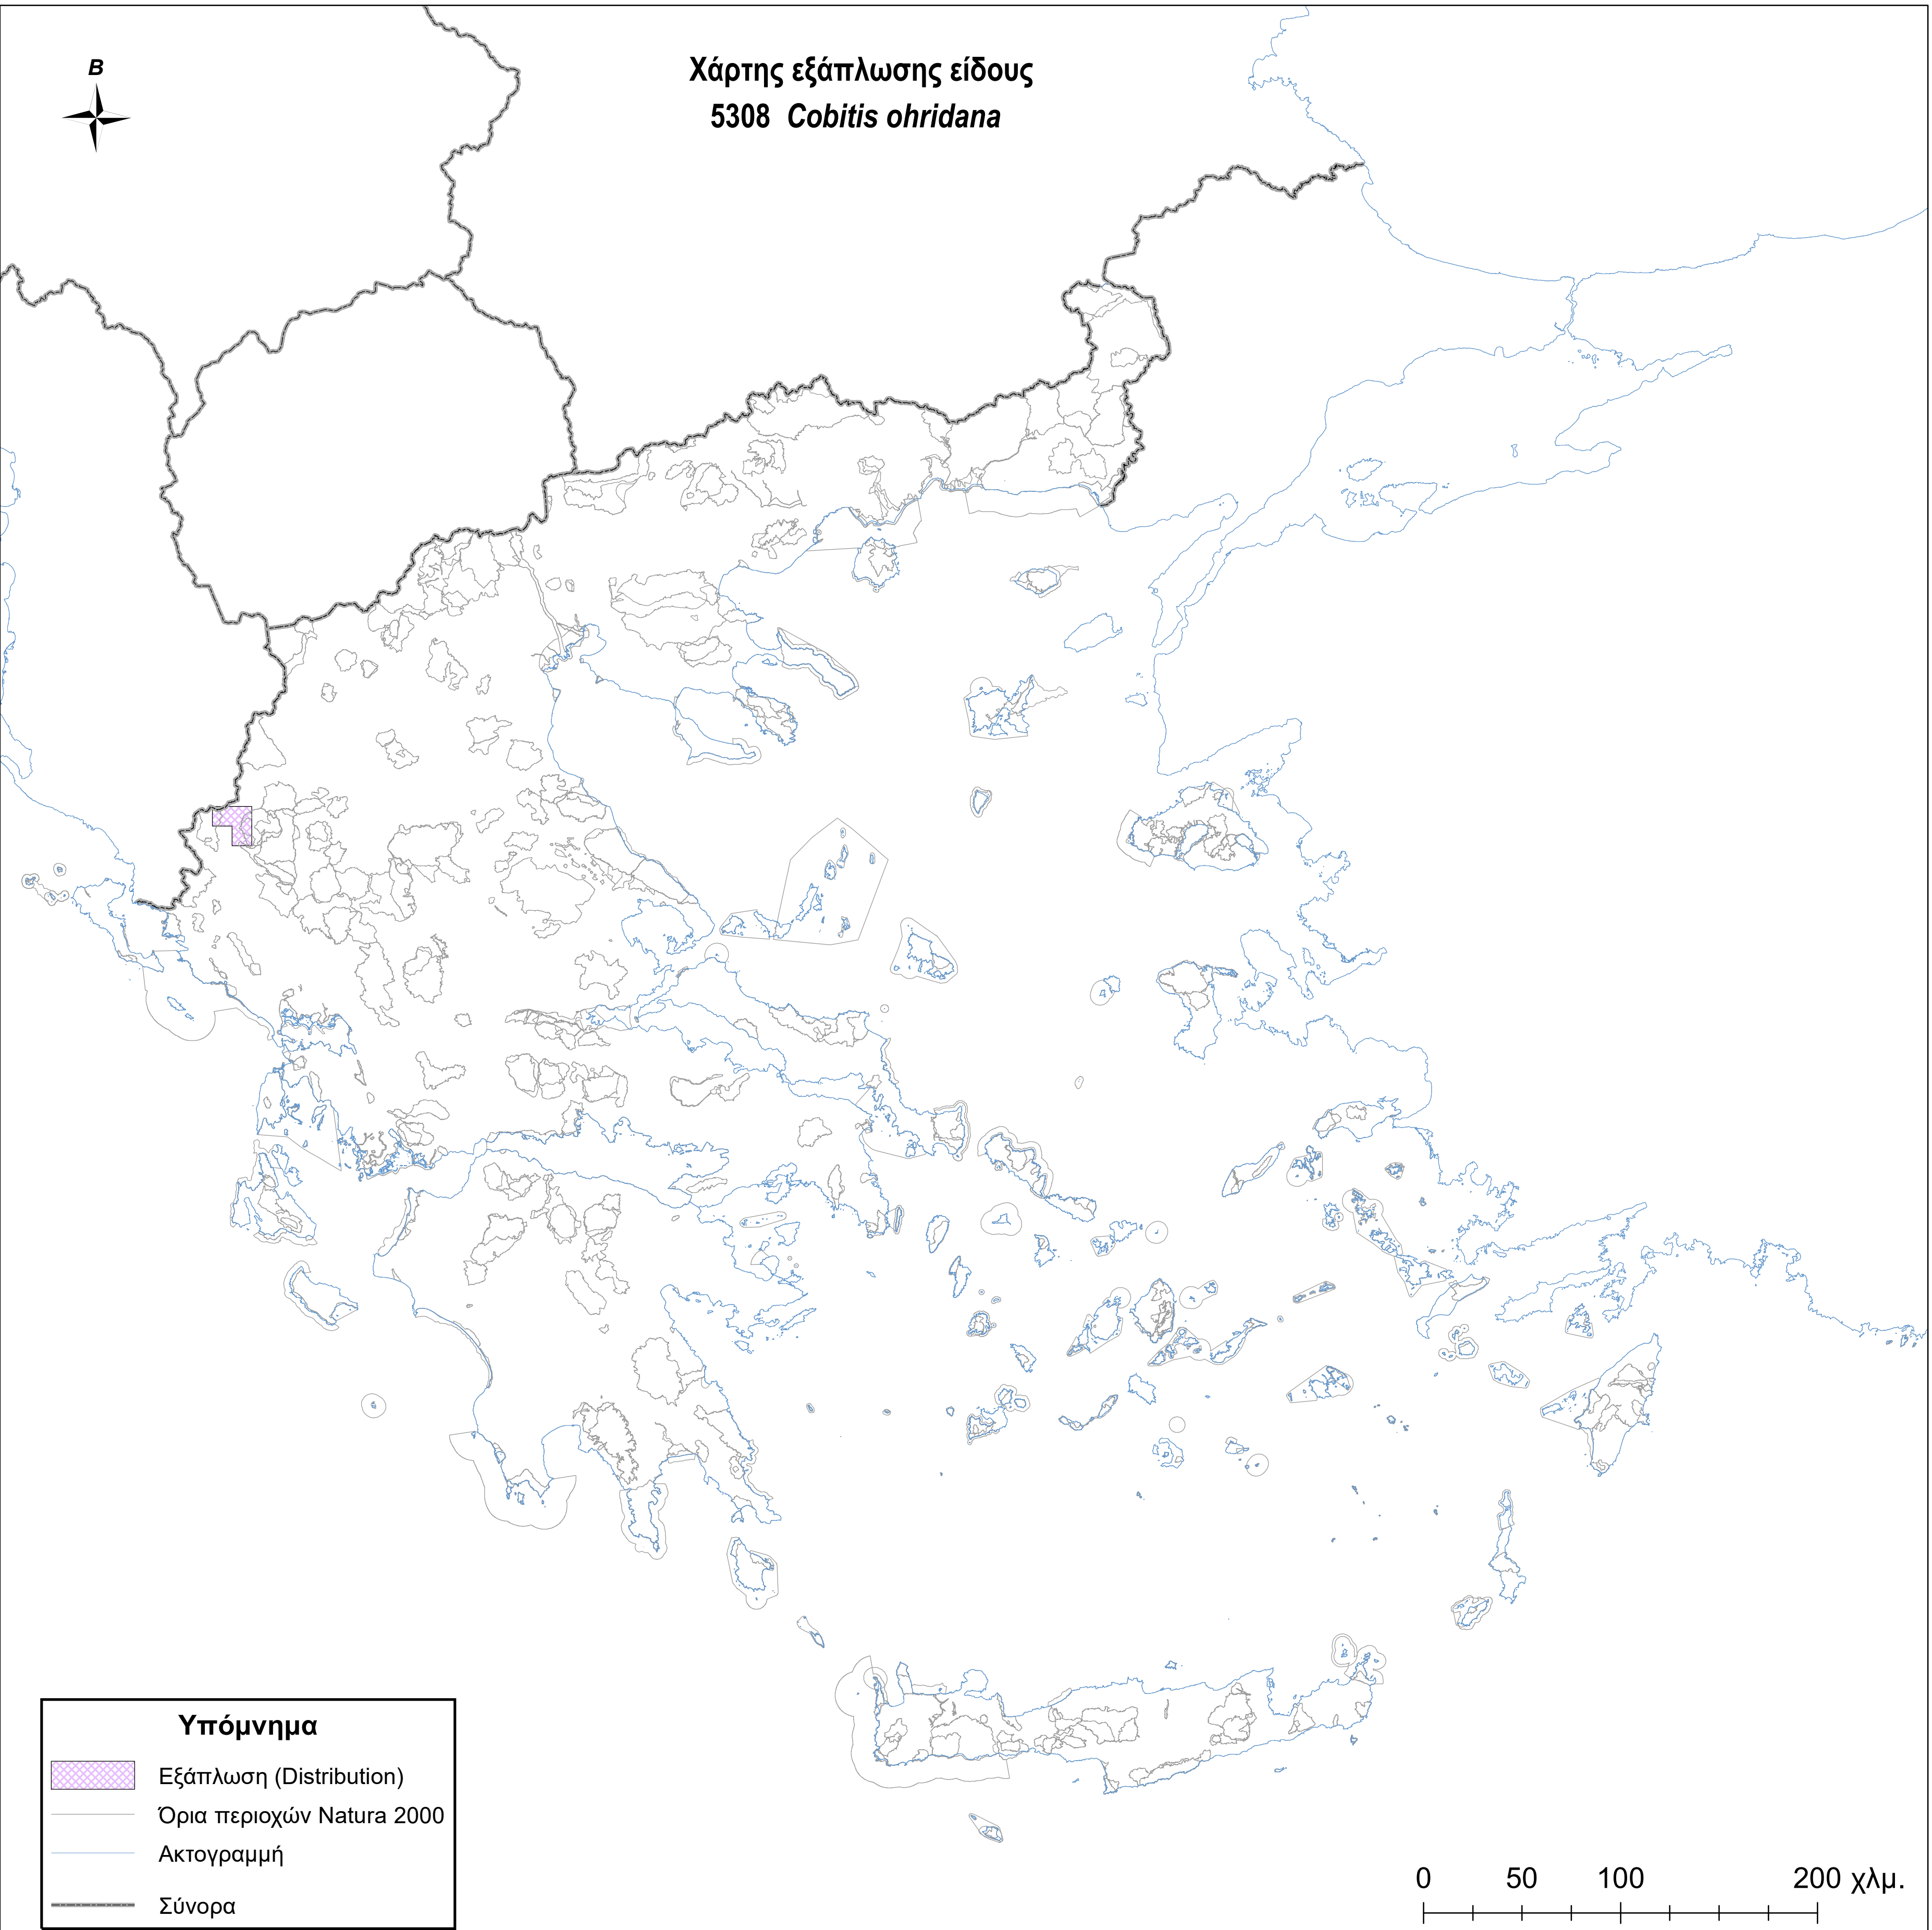 Χάρτης εξάπλωσης είδους
5308 Cobitis ohridana
Β
Υπόμνημα
Εξάπλωση (Distribution)
Όρια περιοχών Natura 2000
Ακτογραμμή
Σύνορα
0 50 100 200 χλμ.